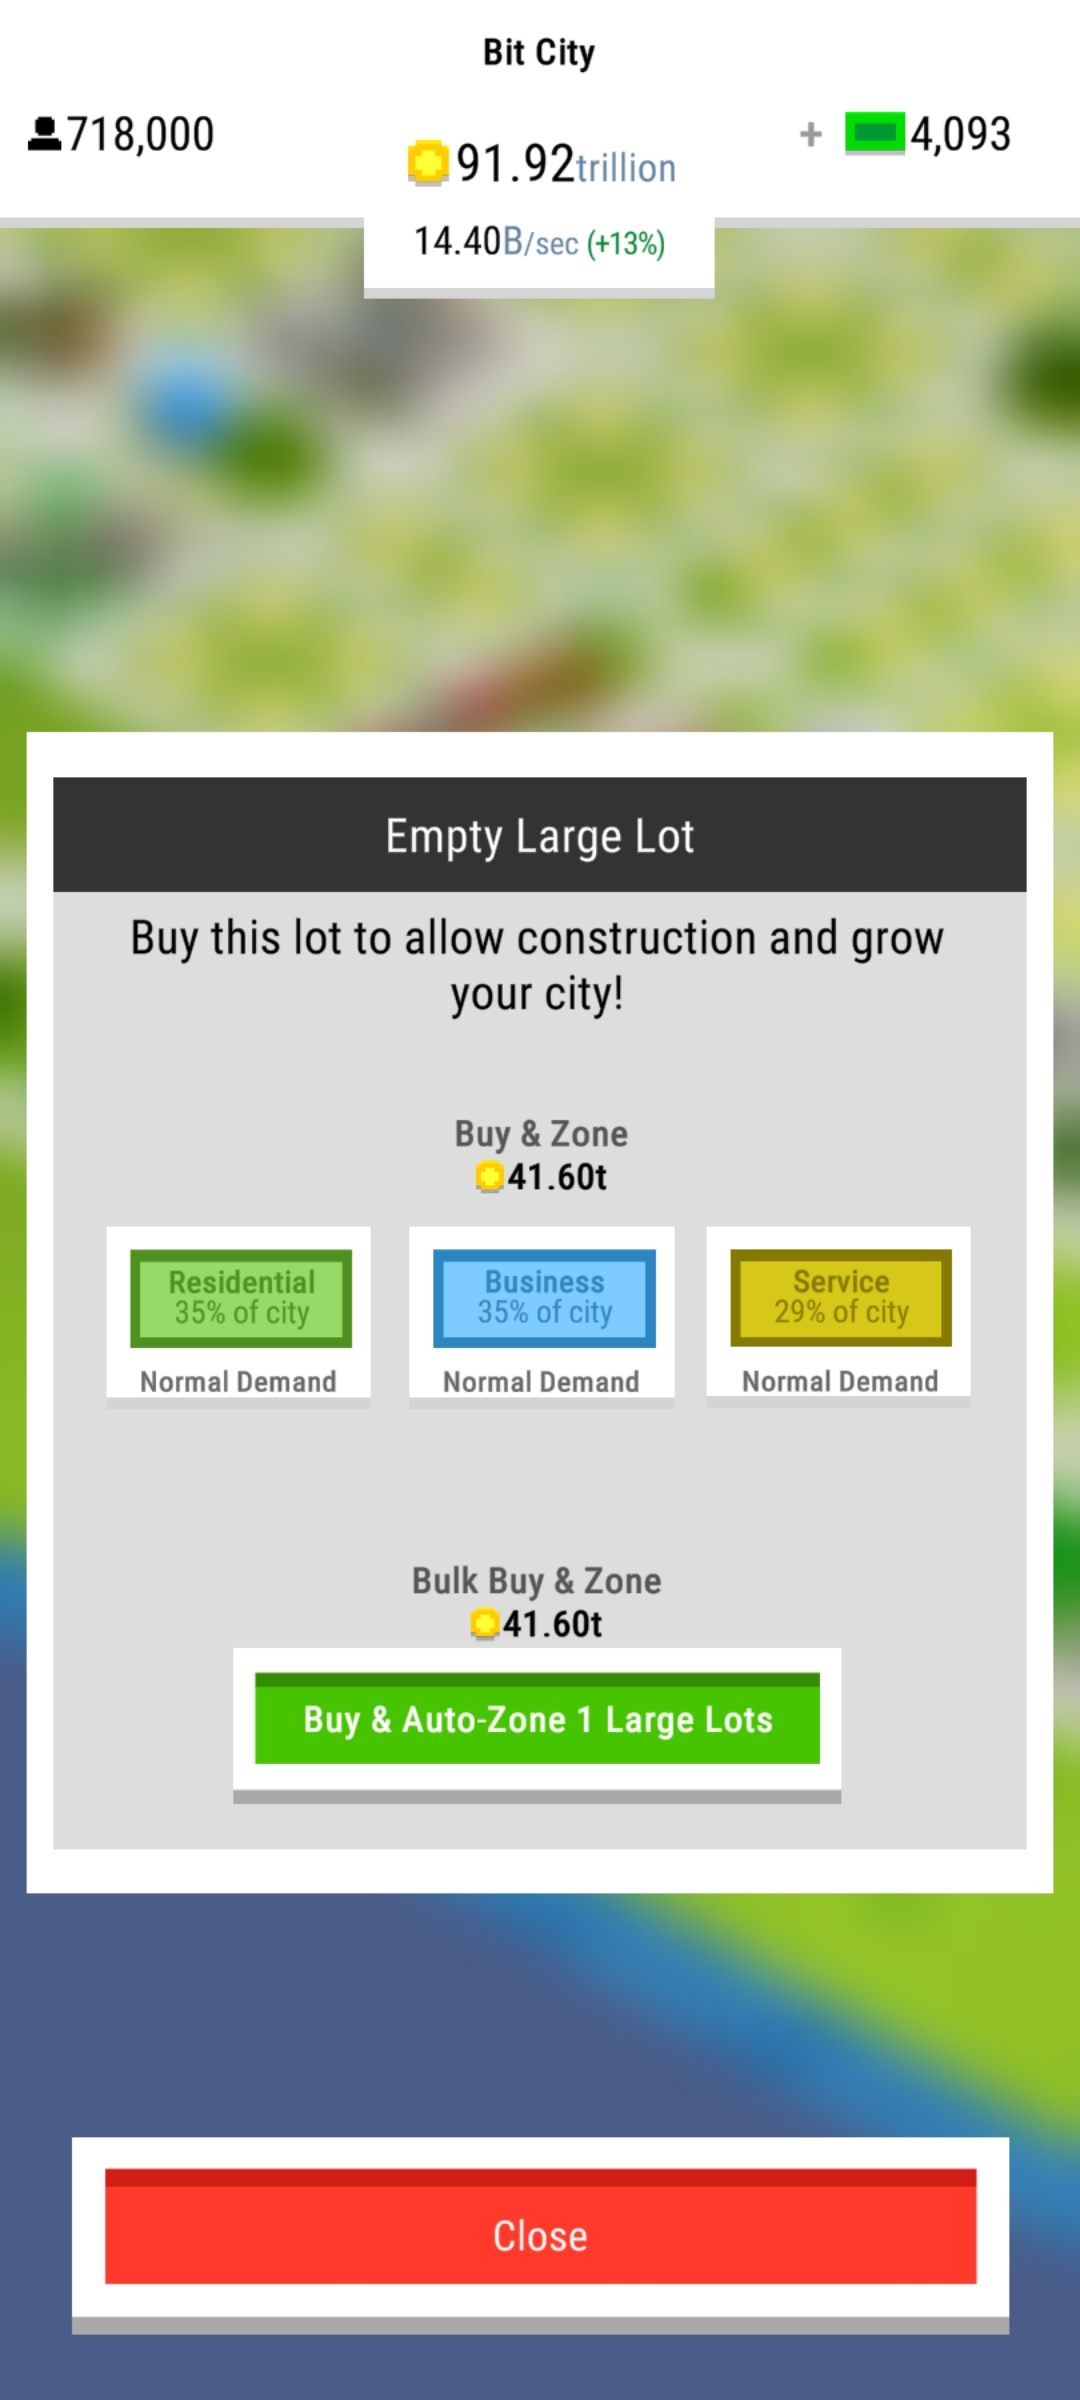 Bit City
718,000
91.92trillion
+ 4,093
14.40B/sec (+13%)
Empty Large Lot
Buy this lot to allow construction and grow
your city!
Buy & Zone
41.60t
Residential
35% of city
Normal Demand
Business
35% of city
Normal Demand
Service
29% of city
Normal Demand
Bulk Buy & Zone
41.60t
Buy & Auto-Zone 1 Large Lots
Close